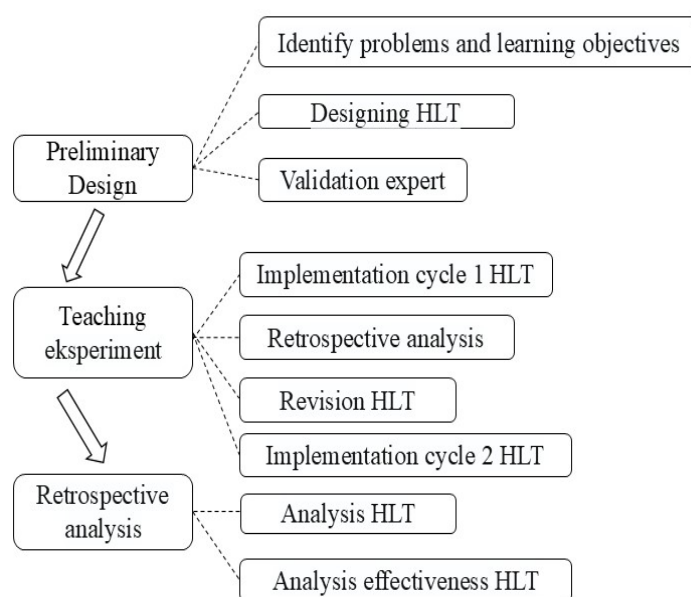 Identify problems and learning objectives
Designing HLT
Preliminary
Design
Validation expert
Implementation cycle 1 HLT
Teaching
eksperiment
Retrospective analysis
Revision HLT
Implementation cycle 2 HLT
Retrospective
analysis
Analysis HLT
Analysis effectiveness HLT